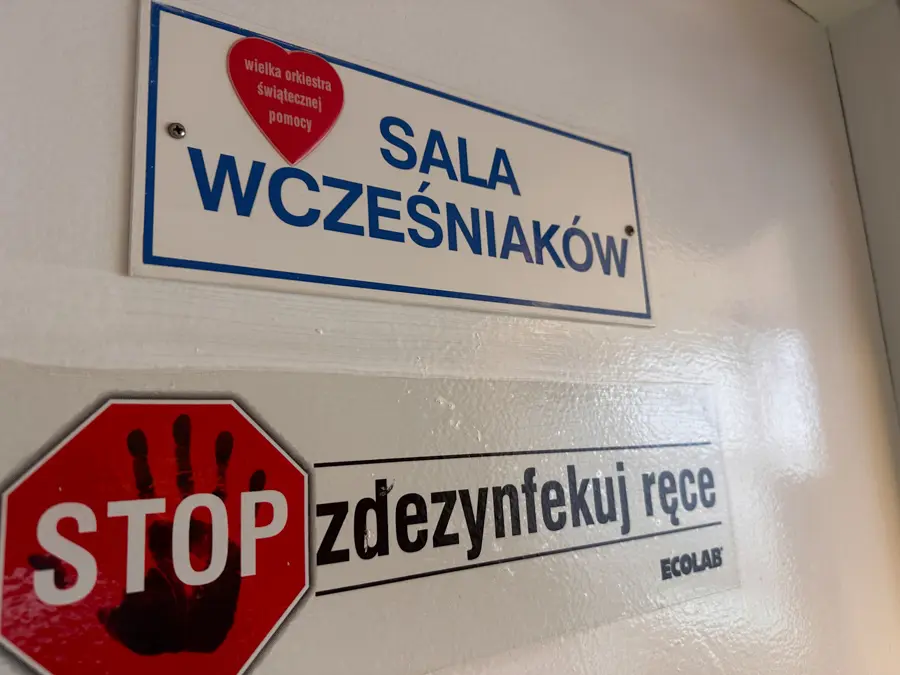 wielka orkiestra
świątecznej
pomocy
SALA
WCZEŚNIAKÓW
STOP
zdezynfekuj ręce
ECOLAB